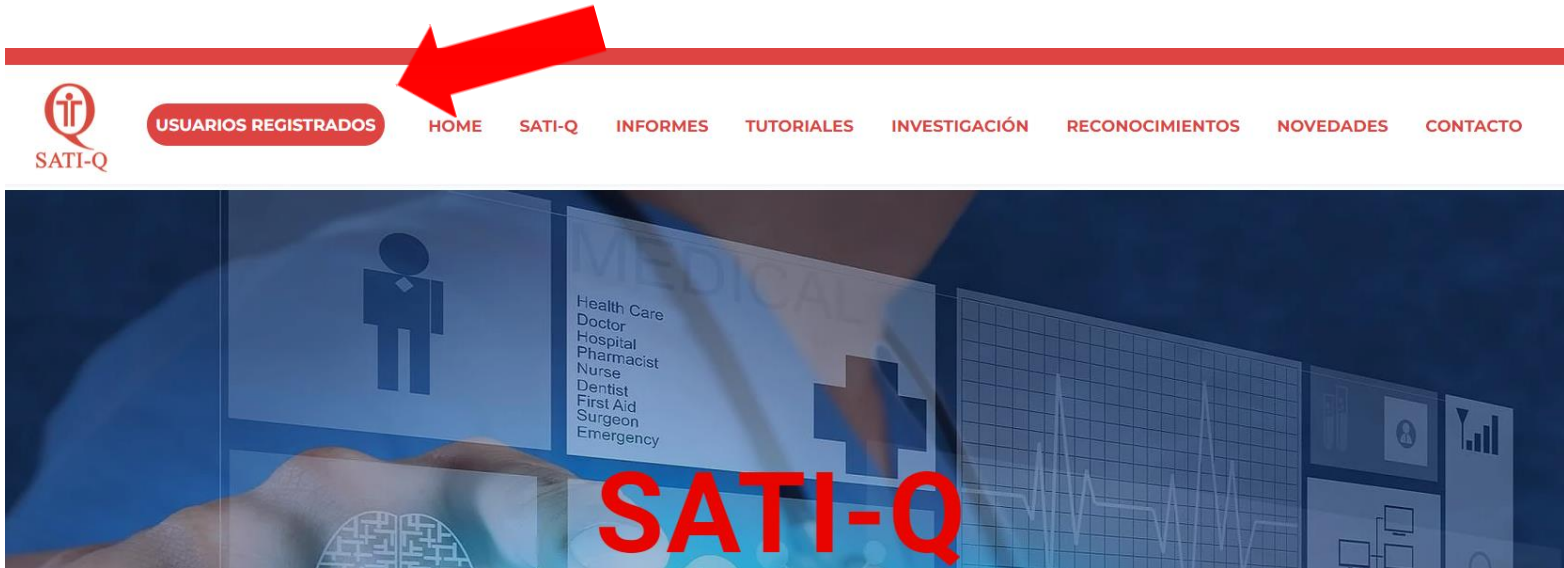 SATI-Q
USUARIOS REGISTRADOS
HOME
SATI-Q
INFORMES
TUTORIALES
INVESTIGACIÓN
RECONOCIMIENTOS
NOVEDADES
CONTACTO
MEDICAL
Health Care
Doctor
Hospital
Pharmacist
Nurse
Dentist
First Aid
Surgeon
Emergency
SATI-Q